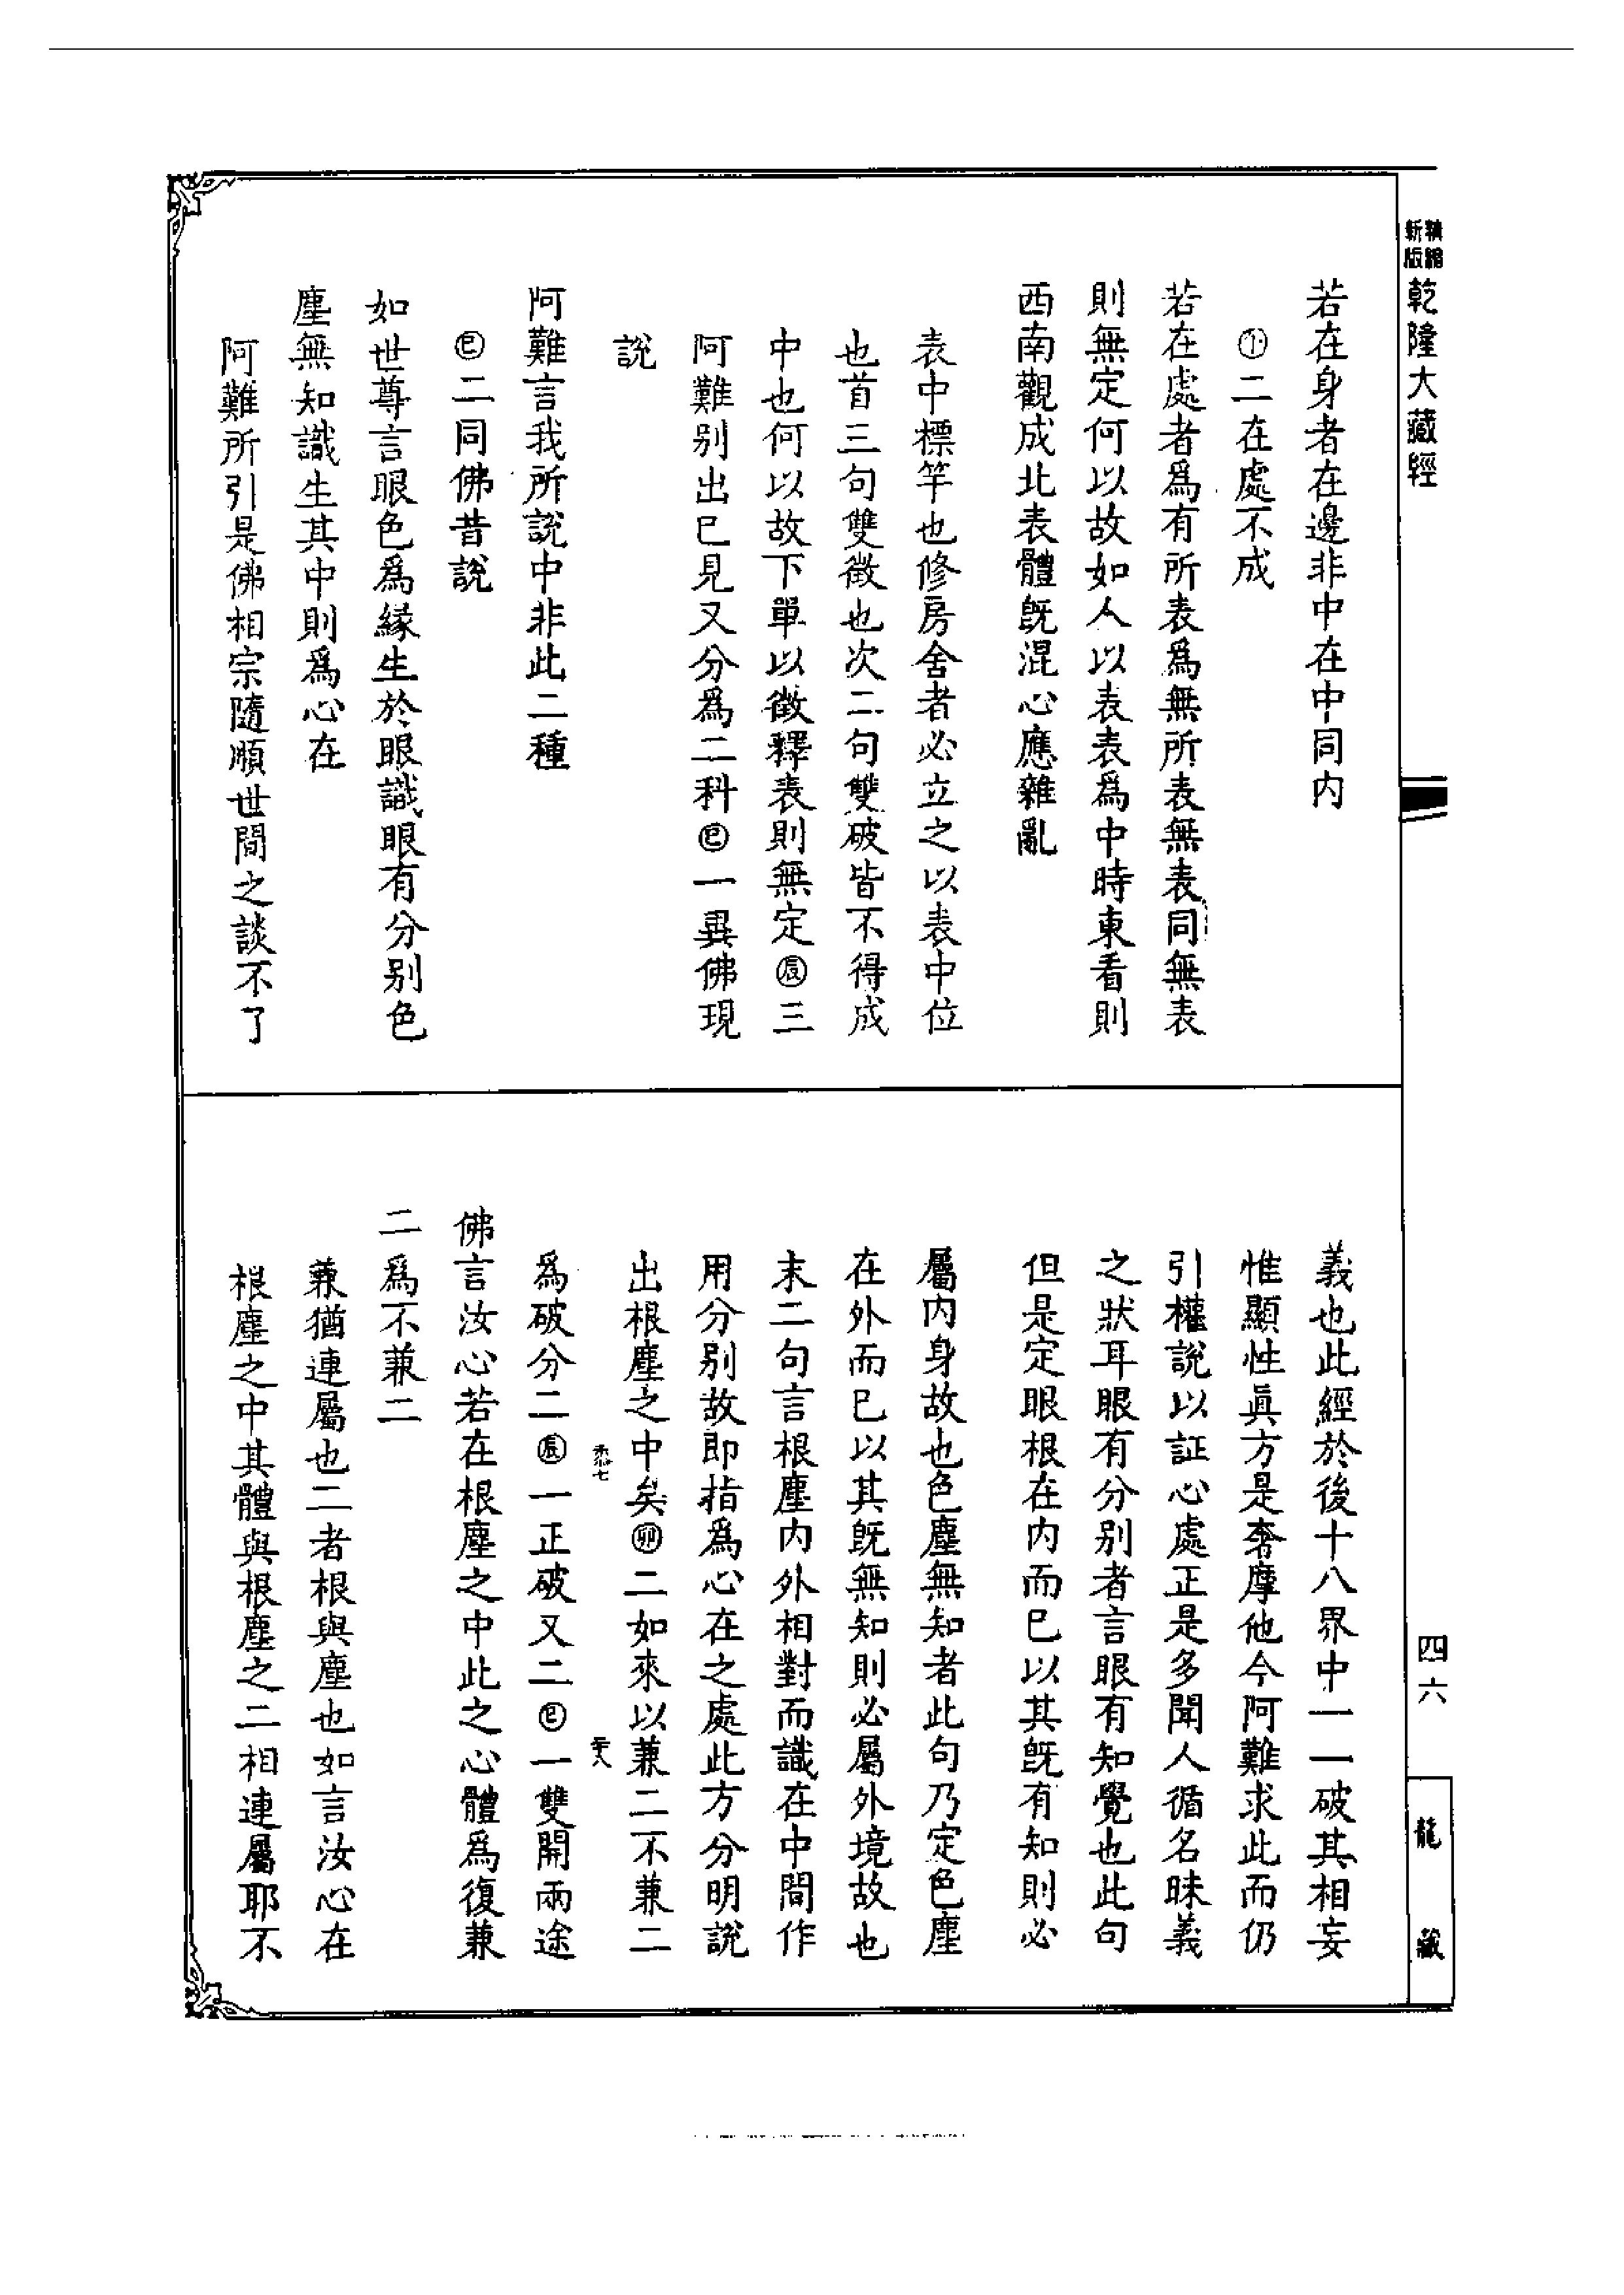 新版精縮乾隆大藏經
若在身者在邊非中在中同内
㊦二在處不成
若在處者爲有所表爲無所表無表同無表
則無定何以故如人以表表爲中時東看則
西南觀成北表體既混心應雜亂
表中標竿也修房舍者必立之以表中位
也首三句雙徵也次二句雙破皆不得成
中也何以故下單以徵釋表則無定㊁三
阿難别出巳見又分爲二科㊁一異佛現
說
阿難言我所說中非此二種
㊁二同佛昔說
如世尊言眼色爲緣生於眼識眼有分别色
塵無知識生其中則爲心在
阿難所引是佛相宗隨順世間之談不了
義也此經於後十八界中一一破其相妄
惟顯性眞方是奢摩他今阿難求此而仍
引權說以証心處正是多聞人循名昧義
之狀耳眼有分别者言眼有知覺也此句
但是定眼根在内而巳以其既有知則必
屬内身故也色塵無知者此句乃定色塵
在外而巳以其既無知則必屬外境故也
末二句言根塵内外相對而識在中間作
用分别故即指爲心在之處此方分明說
出根塵之中矣㊞二如來以兼二不兼二
爲破分二㊁一正破又二㊁一雙開兩途
佛言汝心若在根塵之中此之心體爲復兼
二爲不兼二
兼猶連屬也二者根與塵也如言汝心在
根塵之中其體與根塵之二相連屬耶不
四六
龍藏